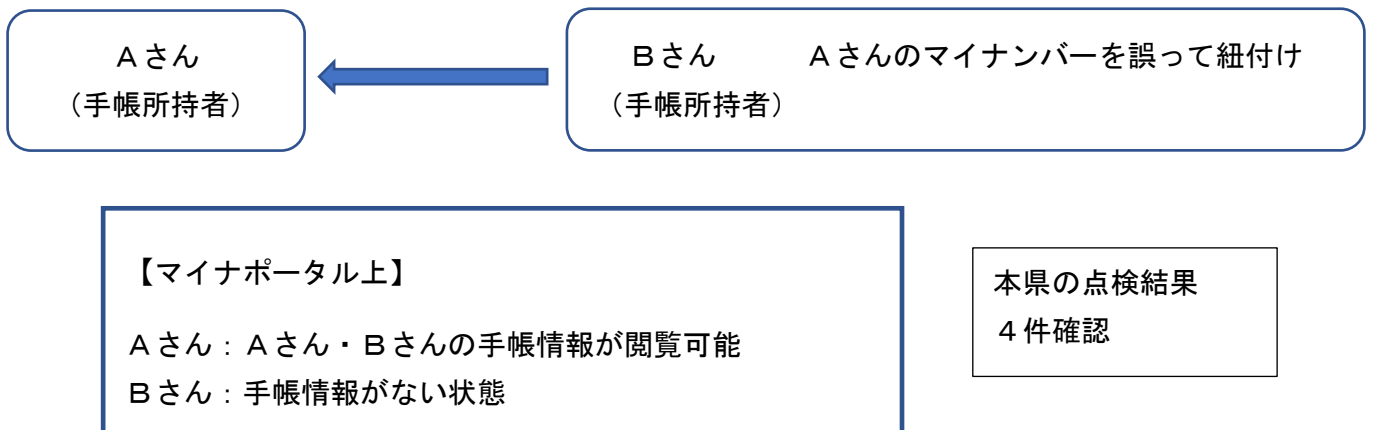 Aさん
(手帳所持者)
Bさん　　　Aさんのマイナンバーを誤って紐付け
(手帳所持者)
【マイナポータル上】
Aさん：Aさん・Bさんの手帳情報が閲覧可能
Bさん：手帳情報がない状態
本県の点検結果
４件確認